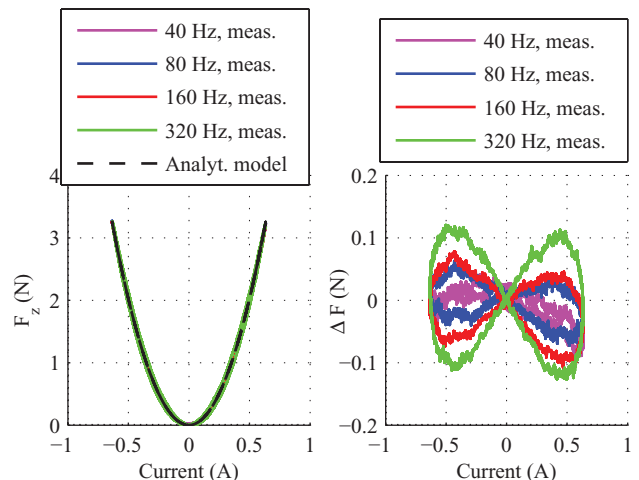 40 Hz, meas.
80 Hz, meas.
160 Hz, meas.
320 Hz, meas.
Analyt. model
4
3
2
1
0
F_z (N)
−1
−0.5
0
0.5
1
Current (A)
40 Hz, meas.
80 Hz, meas.
160 Hz, meas.
320 Hz, meas.
0.2
0.1
0
−0.1
−0.2
Δ F (N)
−1
−0.5
0
0.5
1
Current (A)